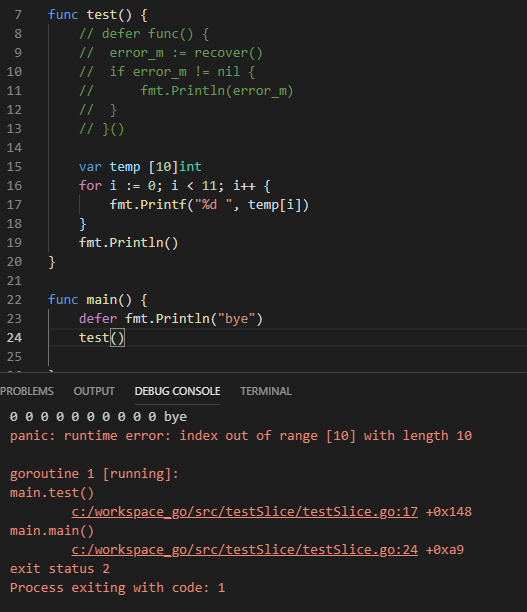 7 func test() {
8 // defer func() {
9 //  error_m := recover()
10 //  if error_m != nil {
11 //      fmt.Println(error_m)
12 //  }
13 // }()
14
15 var temp [10]int
16 for i := 0; i < 11; i++ {
17 fmt.Printf("%d ", temp[i])
18 }
19 fmt.Println()
20 }
21
22 func main() {
23 defer fmt.Println("bye")
24 test()
25
PROBLEMS OUTPUT DEBUG CONSOLE TERMINAL
0 0 0 0 0 0 0 0 0 0 bye
panic: runtime error: index out of range [10] with length 10
goroutine 1 [running]:
main.test()
c:/workspace_go/src/testSlice/testSlice.go:17 +0x148
main.main()
c:/workspace_go/src/testSlice/testSlice.go:24 +0xa9
exit status 2
Process exiting with code: 1